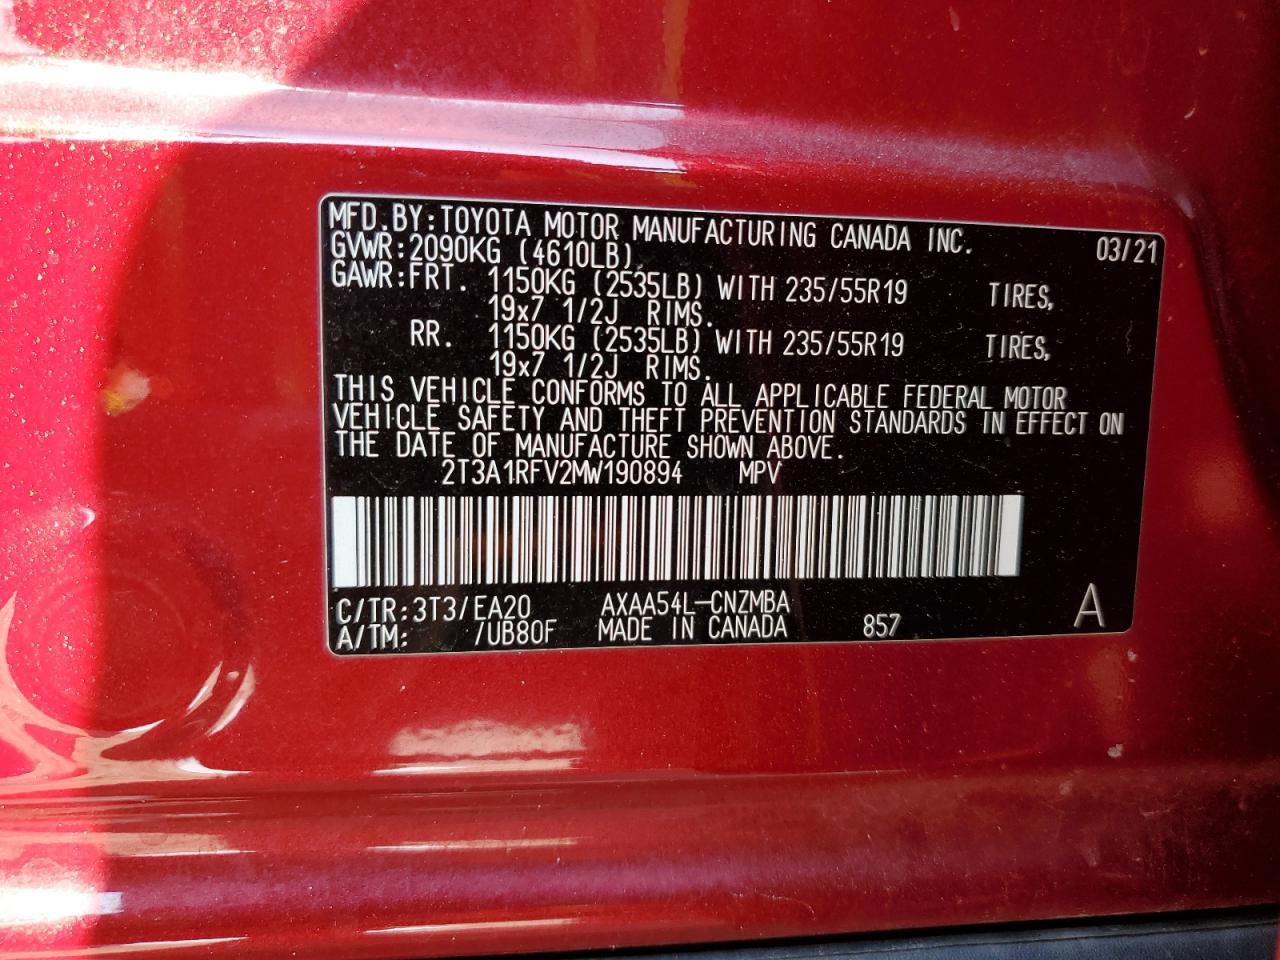 MFD.BY:TOYOTA MOTOR MANUFACTURING CANADA INC.
GVWR:2090KG (4610LB) 03/21
GAWR:FRT. 1150KG (2535LB) WITH 235/55R19 TIRES,
19x7 1/2J RIMS.
RR. 1150KG (2535LB) WITH 235/55R19 TIRES,
19x7 1/2J RIMS.
THIS VEHICLE CONFORMS TO ALL APPLICABLE FEDERAL MOTOR
VEHICLE SAFETY AND THEFT PREVENTION STANDARDS IN EFFECT ON
THE DATE OF MANUFACTURE SHOWN ABOVE.
2T3A1RFV2MW190894 MPV
C/TR:3T3/EA20 AXAA54L-CNZMBA
A/TM: /UB80F MADE IN CANADA 857 A